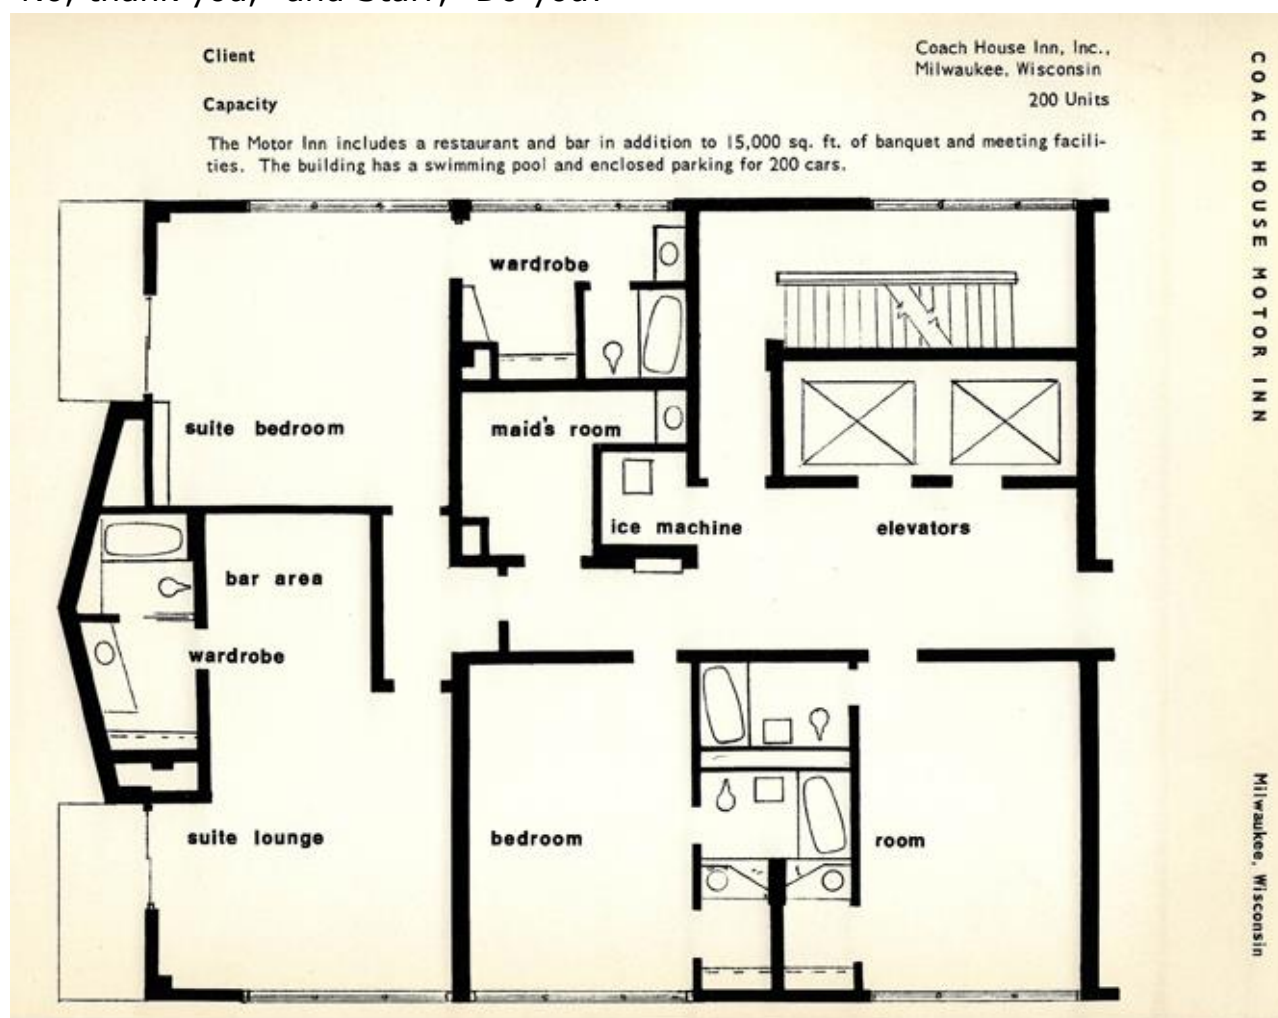 Client
Coach House Inn, Inc.,
Milwaukee, Wisconsin
Capacity
200 Units
The Motor Inn includes a restaurant and bar in addition to 15,000 sq. ft. of banquet and meeting facili-
ties. The building has a swimming pool and enclosed parking for 200 cars.
wardrobe
suite bedroom
maid's room
ice machine
elevators
bar area
wardrobe
suite lounge
bedroom
room
COACH HOUSE MOTOR INN
Milwaukee, Wisconsin